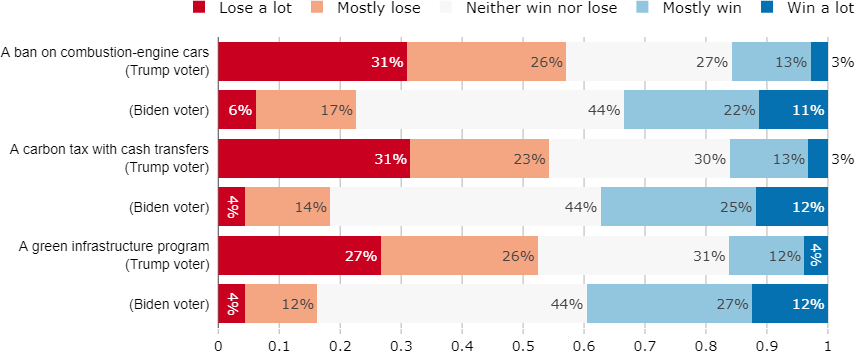 Lose a lot Mostly lose Neither win nor lose Mostly win Win a lot
A ban on combustion-engine cars
(Trump voter)
31% 26% 27% 13% 3%
(Biden voter) 6% 17% 44% 22% 11%
A carbon tax with cash transfers
(Trump voter)
31% 23% 30% 13% 3%
(Biden voter) 4% 14% 44% 25% 12%
A green infrastructure program
(Trump voter)
27% 26% 31% 12% 4%
(Biden voter) 4% 12% 44% 27% 12%
0 0.1 0.2 0.3 0.4 0.5 0.6 0.7 0.8 0.9 1